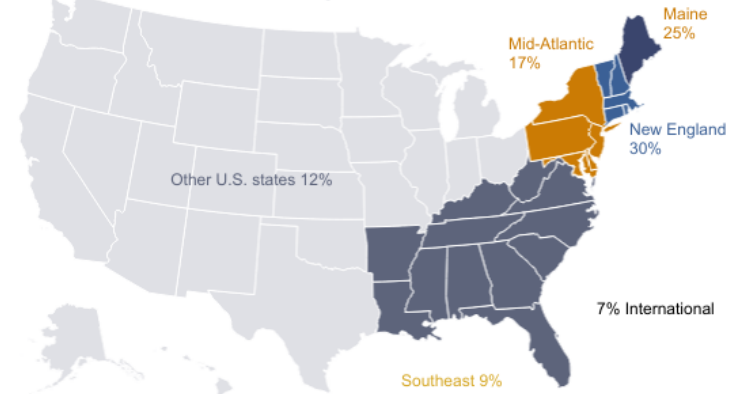 Maine
25%
Mid-Atlantic
17%
New England
30%
Other U.S. states 12%
7% International
Southeast 9%